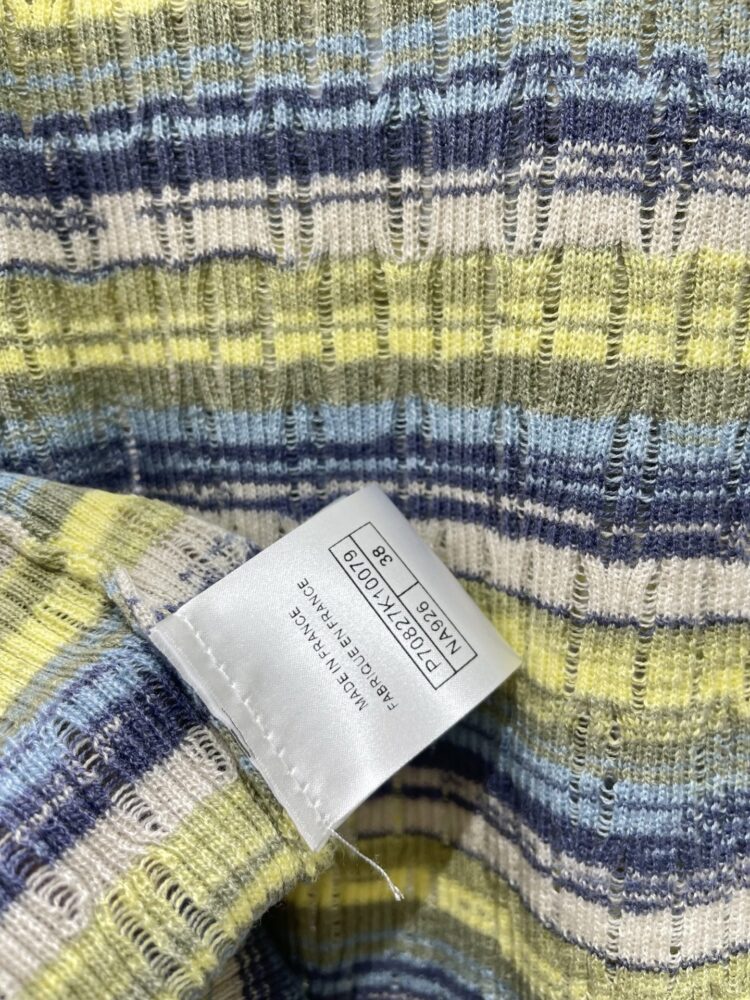 P70827K10079
NA926 38
MADE IN FRANCE
FABRIQUE EN FRANCE